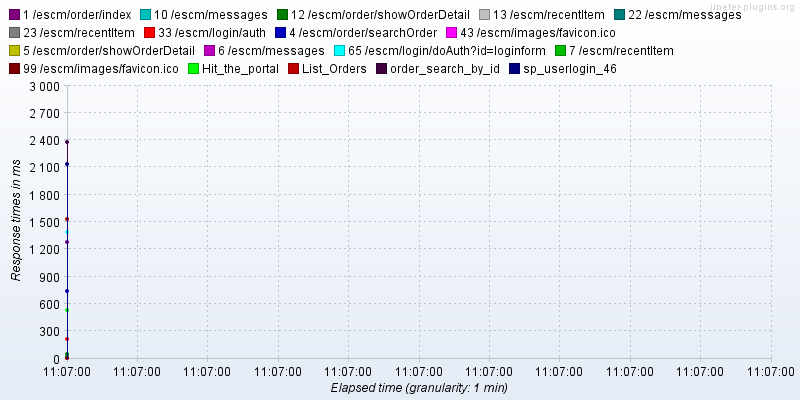 jmeter-plugins.org
1 /escm/order/index 10 /escm/messages 12 /escm/order/showOrderDetail 13 /escm/recentItem 22 /escm/messages
23 /escm/recentItem 33 /escm/login/auth 4 /escm/order/searchOrder 43 /escm/images/favicon.ico
5 /escm/order/showOrderDetail 6 /escm/messages 65 /escm/login/doAuth?id=loginform 7 /escm/recentItem
99 /escm/images/favicon.ico Hit_the_portal List_Orders order_search_by_id sp_userlogin_46
3 000
2 700
2 400
2 100
1 800
1 500
1 200
900
600
300
0
Response times in ms
11:07:00 11:07:00 11:07:00 11:07:00 11:07:00 11:07:00 11:07:00 11:07:00 11:07:00 11:07:00 11:07:00
Elapsed time (granularity: 1 min)